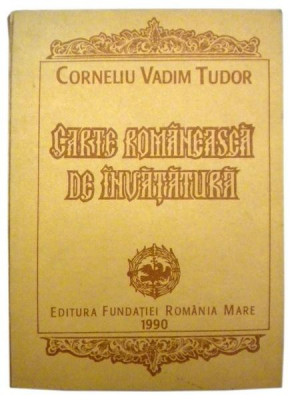 CORNELIU VADIM TUDOR
CARTE ROMÂNEASCĂ
DE ÎNVĂȚĂTURĂ
EDITURA FUNDAȚIEI ROMÂNIA MARE
1990